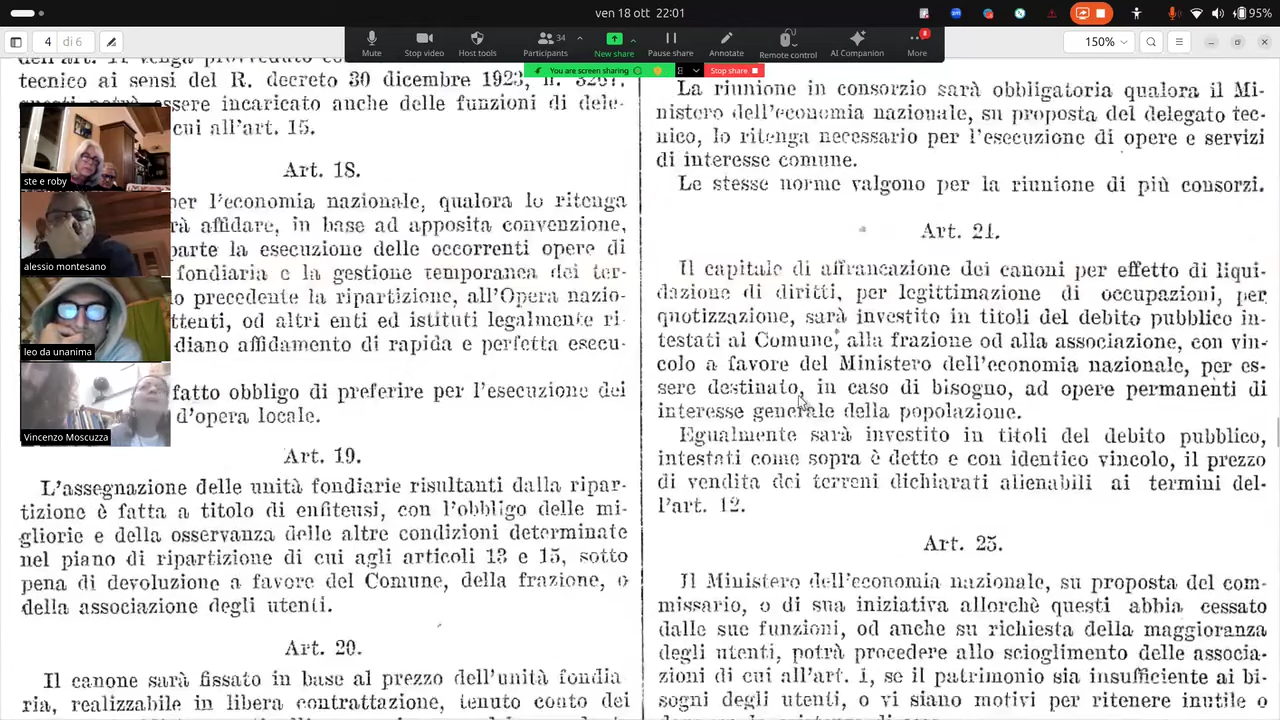 ven 18 ott 22:01
95%
4 di 6
Mute
Stop video
Host tools
Participants 34
New share
Pause share
Annotate
Remote control
AI Companion
More 8
150%
You are screen sharing
Stop share
tecnico ai sensi del R. decreto 30 dicembre 1923, n.
essere incaricato anche delle funzioni di dele-
cui all'art. 15.
Art. 18.
per l'economia nazionale, qualora lo ritenga
rà affidare, in base ad apposita convenzione,
parte la esecuzione delle occorrenti opere di
fondiaria e la gestione temporanea dei ter-
o precedente la ripartizione, all'Opera nazio-
ttenti, od altri enti ed istituti legalmente ri-
diano affidamento di rapida e perfetta esecu-
fatto obbligo di preferire per l'esecuzione dei
d'opera locale.
Art. 19.
L'assegnazione delle unità fondiarie risultanti dalla ripar-
tizione è fatta a titolo di enfiteusi, con l'obbligo delle mi-
gliorie e della osservanza delle altre condizioni determinate
nel piano di ripartizione di cui agli articoli 13 e 15, sotto
pena di devoluzione a favore del Comune, della frazione, o
della associazione degli utenti.
Art. 20.
Il canone sarà fissato in base al prezzo dell'unità fondia-
ria, realizzabile in libera contrattazione, tenuto conto dei
ste e roby
alessio montesano
leo da unanima
Vincenzo Moscuzza
La riunione in consorzio sarà obbligatoria qualora il Mi-
nistero dell'economia nazionale, su proposta del delegato tec-
nico, lo ritenga necessario per l'esecuzione di opere e servizi
di interesse comune.
Le stesse norme valgono per la riunione di più consorzi.
Art. 24.
Il capitale di affrancazione dei canoni per effetto di liqui-
dazione di diritti, per legittimazione di occupazioni, per
quotizzazione, sarà investito in titoli del debito pubblico in-
testati al Comune, alla frazione od alla associazione, con vin-
colo a favore del Ministero dell'economia nazionale, per es-
sere destinato, in caso di bisogno, ad opere permanenti di
interesse generale della popolazione.
Egualmente sarà investito in titoli del debito pubblico,
intestati come sopra è detto e con identico vincolo, il prezzo
di vendita dei terreni dichiarati alienabili ai termini del-
l'art. 12.
Art. 25.
Il Ministero dell'economia nazionale, su proposta del com-
missario, o di sua iniziativa allorchè questi abbia cessato
dalle sue funzioni, od anche su richiesta della maggioranza
degli utenti, potrà procedere allo scioglimento delle associa-
zioni di cui all'art. 1, se il patrimonio sia insufficiente ai bi-
sogni degli utenti, o vi siano motivi per ritenere inutile o